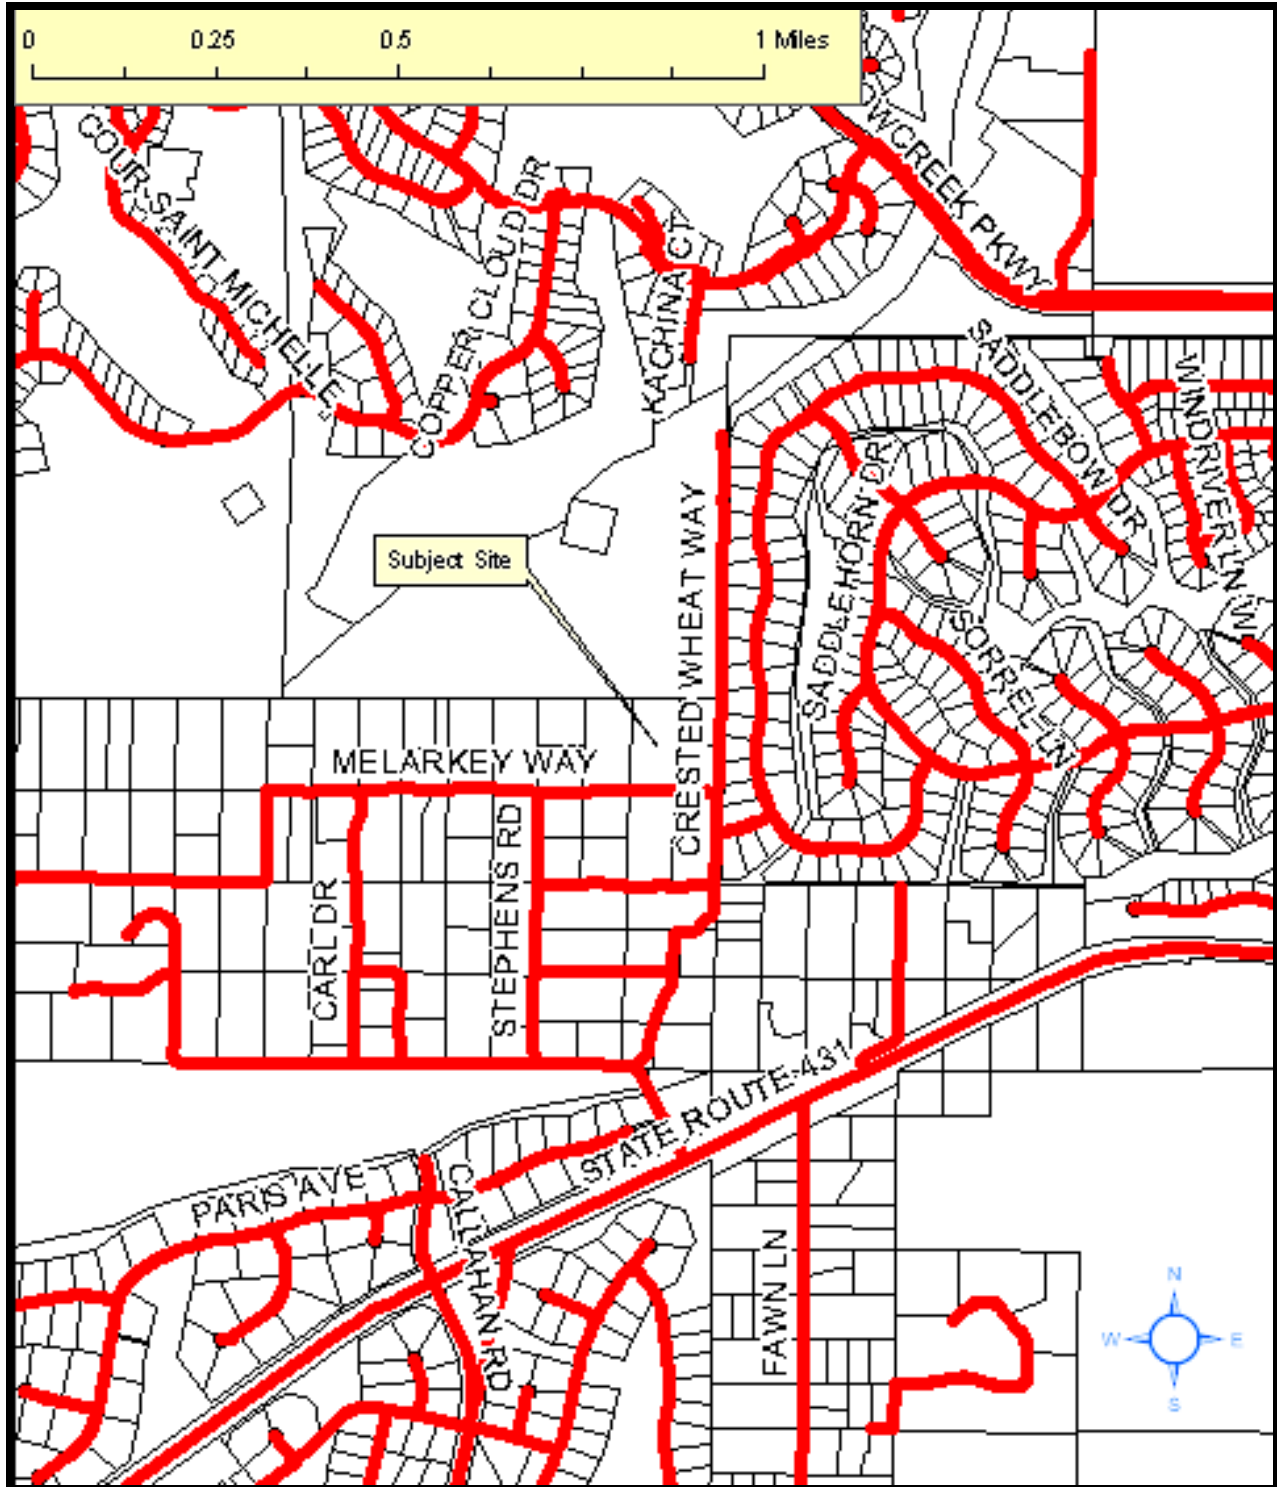 0 0.25 0.5 1 Miles
COUR SAINT MICHELLE
COPPER CLOUD DR
KACHINA CT
OWCREEK PKWY
SADDLEBOW DR
WINDRIVER LN W
Subject Site
CRESTED WHEAT WAY
SADDLEHORN DR
SORREL LN
MELARKEY WAY
CARL DR
STEPHENS RD
STATE ROUTE 431
PARIS AVE
CALLAHAN RD
FAWN LN
N
W E
S